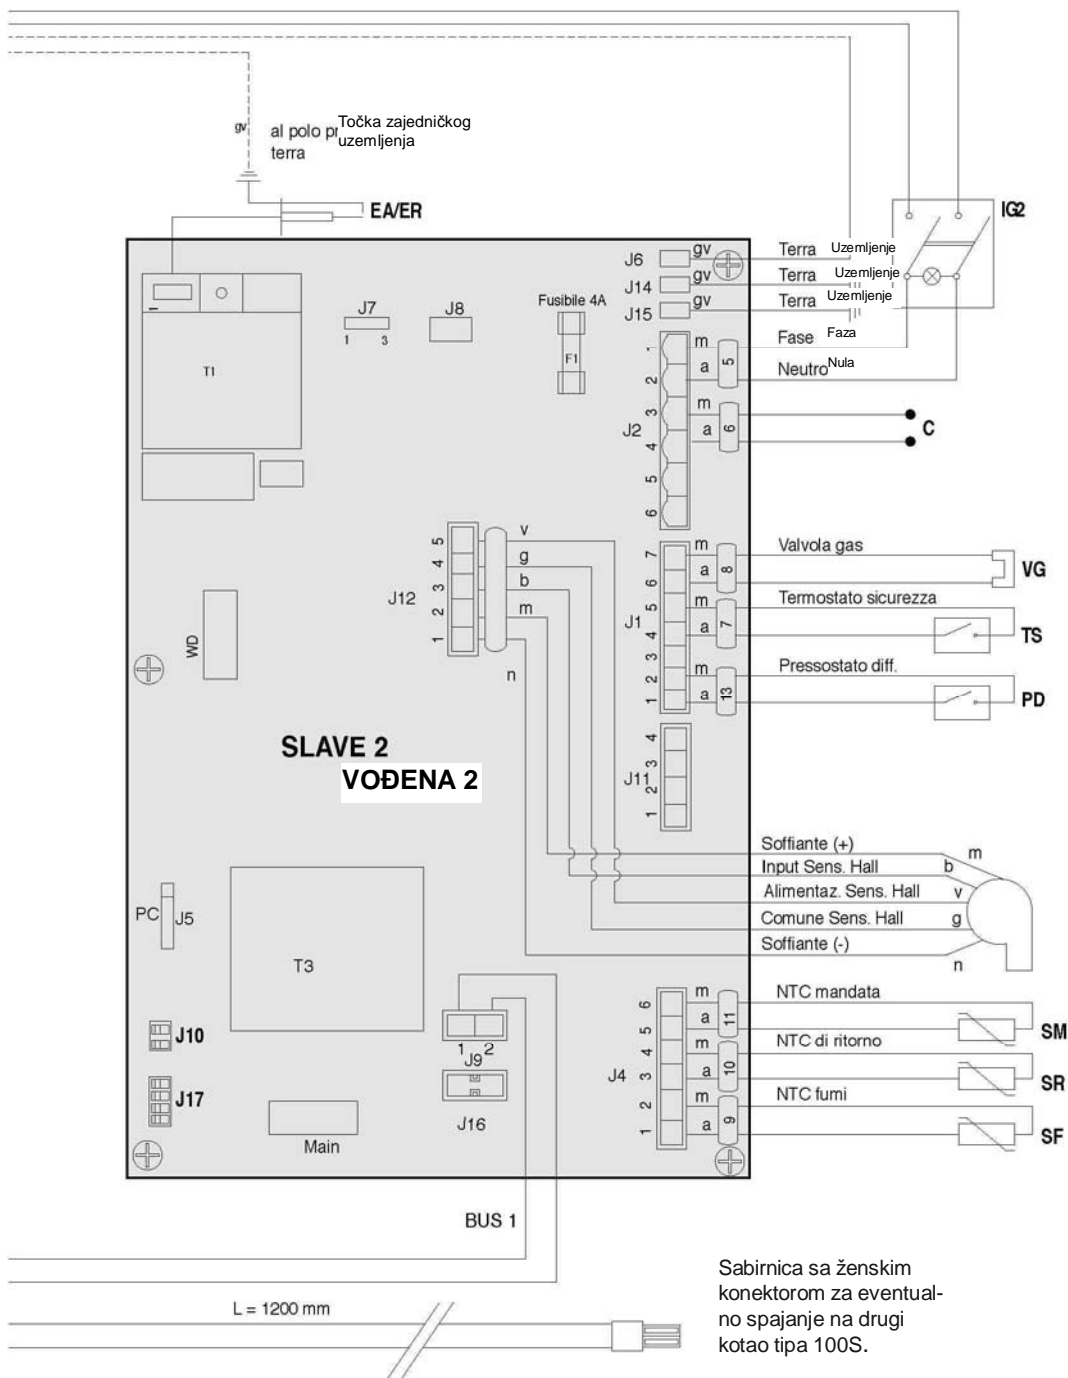 gv
al polo pr Točka zajedničkog
terra uzemljenja
EA/ER
IG2
J6 gv Terra Uzemljenje
J14 gv Terra Uzemljenje
J15 gv Terra Uzemljenje
Fusibile 4A
J7
1 3
J8
F1
T1
Fase Faza
m
1
a
2
5
Neutro Nula
m
3
J2
a
4
6
C
5
6
v
5
g
4
b
3
J12
m
2
1
n
WD
m
7
Valvola gas
a
6
8
VG
m
5
Termostato sicurezza
J1
a
4
7
TS
3
m
2
Pressostato diff.
a
1
13
PD
SLAVE 2
VOĐENA 2
4
3
J11
2
1
Soffiante (+) m
Input Sens. Hall b
Alimentaz. Sens. Hall v
Comune Sens. Hall g
Soffiante (-)
n
PC J5
T3
J10
J17
1 2
J9
J16
Main
m
6
NTC mandata
a
5
11
SM
m
4
NTC di ritorno
J4
a
3
10
SR
m
2
NTC fumi
a
1
9
SF
BUS 1
L = 1200 mm
Sabirnica sa ženskim
konektorom za eventual-
no spajanje na drugi
kotao tipa 100S.